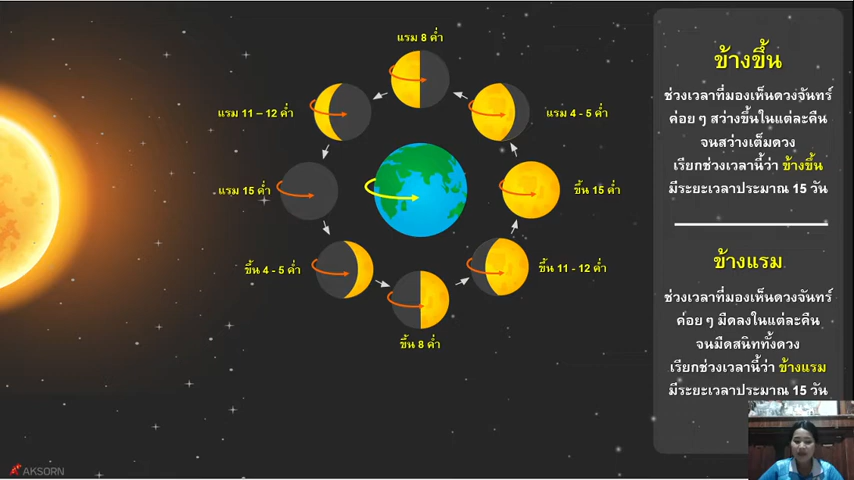 แรม 8 ค่ำ
แรม 11 – 12 ค่ำ
แรม 4 - 5 ค่ำ
แรม 15 ค่ำ
ขึ้น 15 ค่ำ
ขึ้น 4 - 5 ค่ำ
ขึ้น 11 - 12 ค่ำ
ขึ้น 8 ค่ำ
ข้างขึ้น
ช่วงเวลาที่มองเห็นดวงจันทร์
ค่อย ๆ สว่างขึ้นในแต่ละคืน
จนสว่างเต็มดวง
เรียกช่วงเวลานี้ว่า ข้างขึ้น
มีระยะเวลาประมาณ 15 วัน
ข้างแรม
ช่วงเวลาที่มองเห็นดวงจันทร์
ค่อย ๆ มืดลงในแต่ละคืน
จนมืดสนิททั้งดวง
เรียกช่วงเวลานี้ว่า ข้างแรม
มีระยะเวลาประมาณ 15 วัน
AKSORN